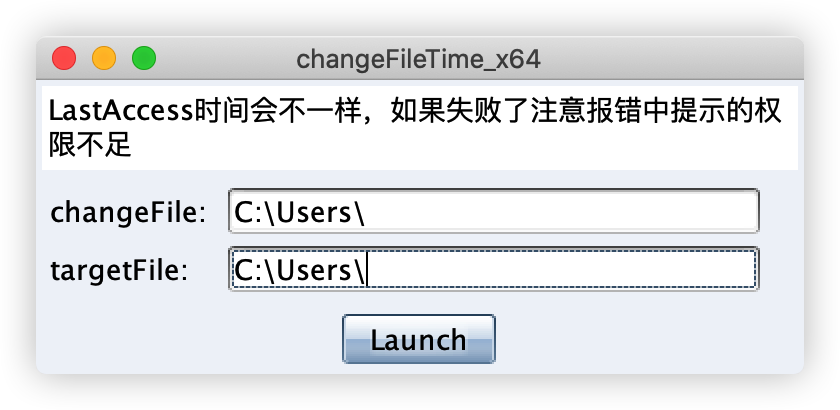 changeFileTime_x64
LastAccess时间会不一样，如果失败了注意报错中提示的权
限不足
changeFile: C:\Users\
targetFile: C:\Users\
Launch